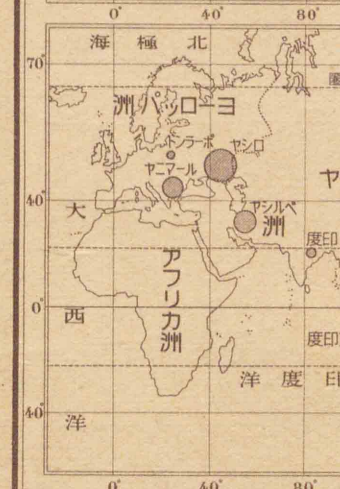 0° 40° 80°
海極北
70°
洲パッローヨ
ドンラーポ
ヤシロ
ヤニマール
ヤ
40°
大
ヤシルペ
洲
度印
アフリカ洲
0°
西
度印
洋度印
40°
洋
0° 40° 80°